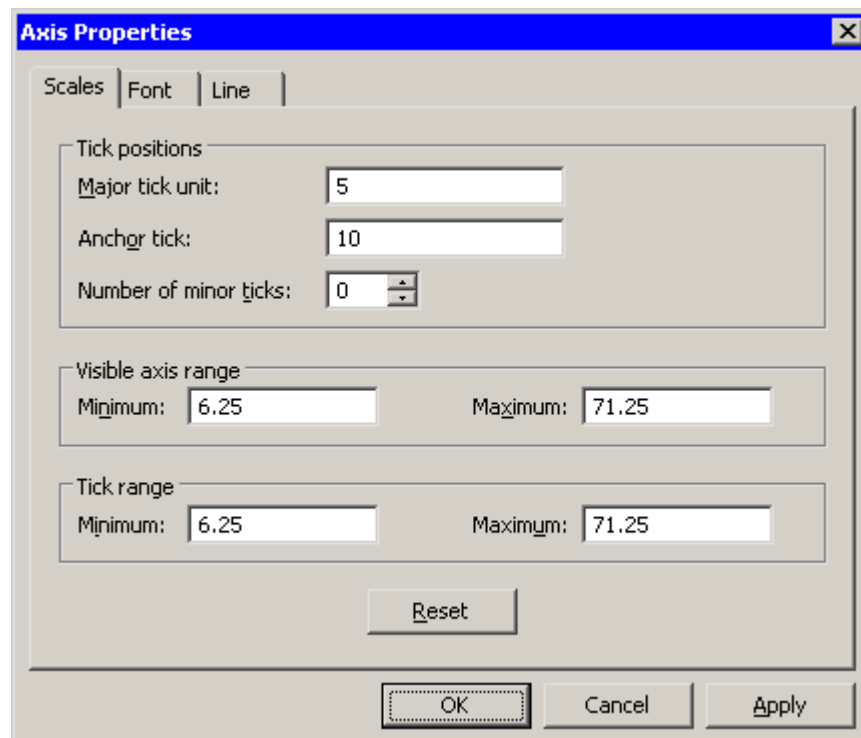 Axis Properties
Scales Font Line
Tick positions
Major tick unit: 5
Anchor tick: 10
Number of minor ticks: 0
Visible axis range
Minimum: 6.25 Maximum: 71.25
Tick range
Minimum: 6.25 Maximum: 71.25
Reset
OK Cancel Apply